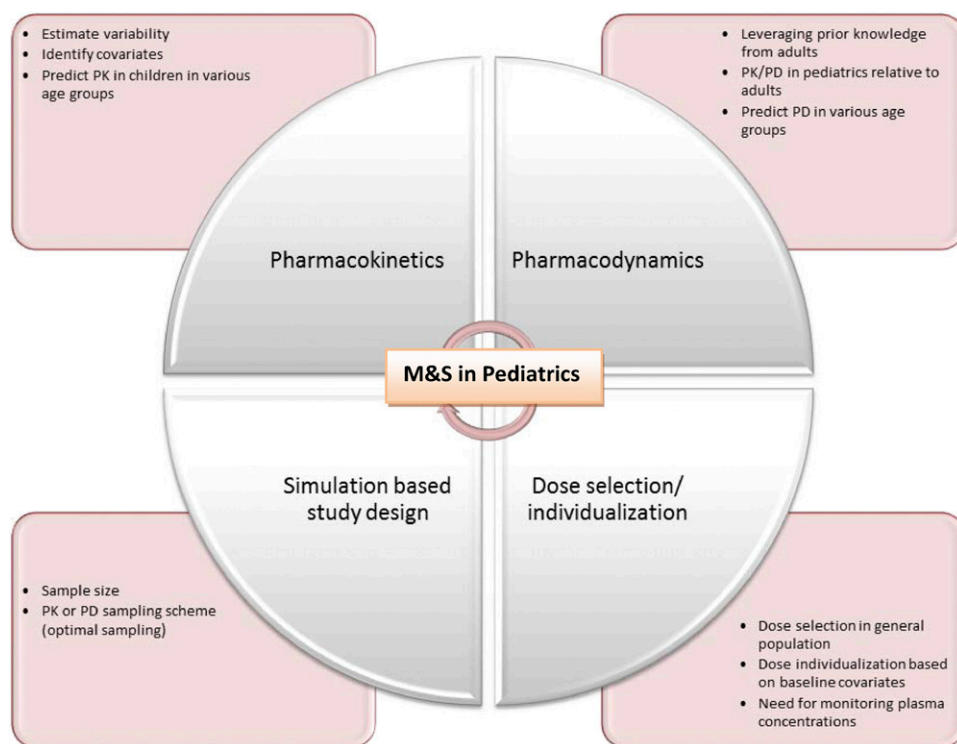 • Estimate variability
• Identify covariates
• Predict PK in children in various
age groups
• Leveraging prior knowledge
from adults
• PK/PD in pediatrics relative to
adults
• Predict PD in various age
groups
Pharmacokinetics
Pharmacodynamics
M&S in Pediatrics
Simulation based
study design
Dose selection/
individualization
• Sample size
• PK or PD sampling scheme
(optimal sampling)
• Dose selection in general
population
• Dose individualization based
on baseline covariates
• Need for monitoring plasma
concentrations